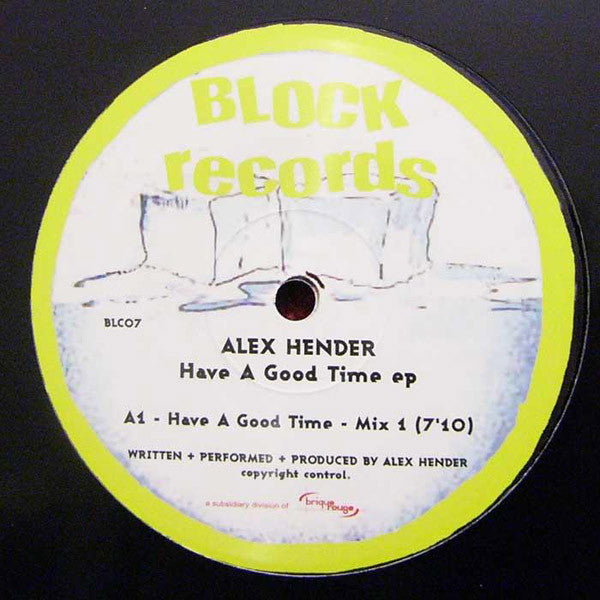 BLOCK
records
BLC07
ALEX HENDER
Have A Good Time ep
A1 - Have A Good Time - Mix 1 (7'10)
WRITTEN + PERFORMED + PRODUCED BY ALEX HENDER
copyright control.
a subsidiary division of brique rouge